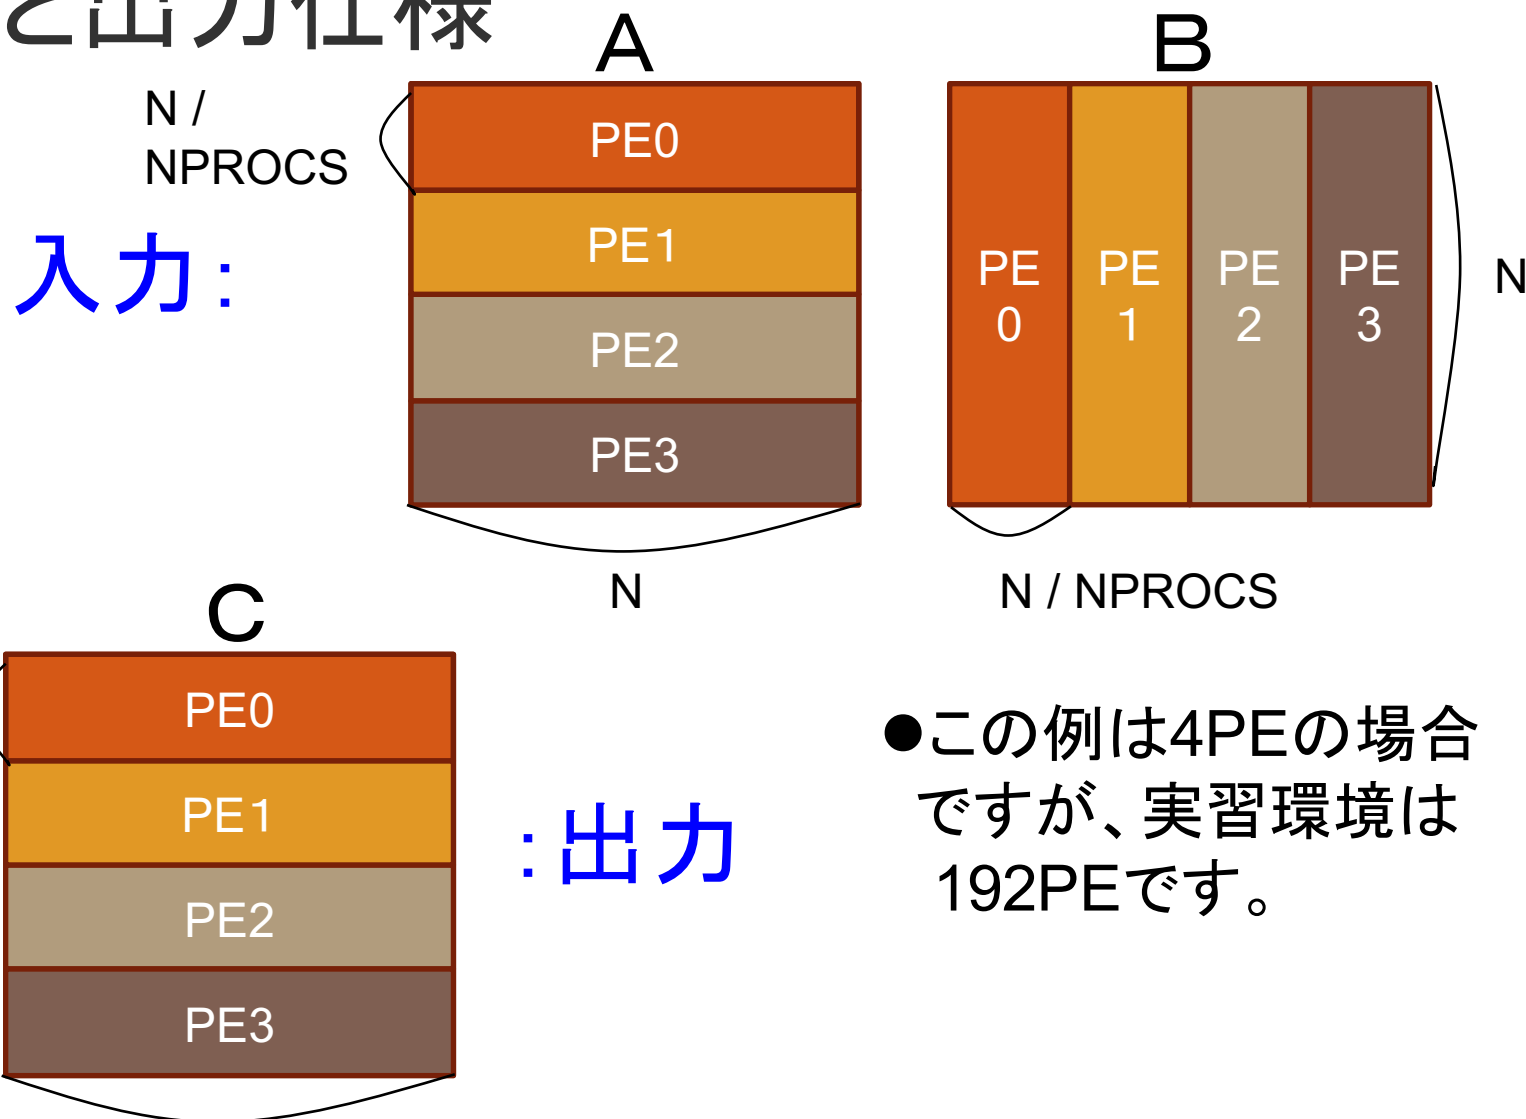 と出力仕様
A
B
N /
NPROCS
PE0
PE1
PE2
PE3
PE
0
PE
1
PE
2
PE
3
N
入力:
N
N / NPROCS
C
PE0
PE1
PE2
PE3
:出力
●この例は4PEの場合
ですが、実習環境は
192PEです。